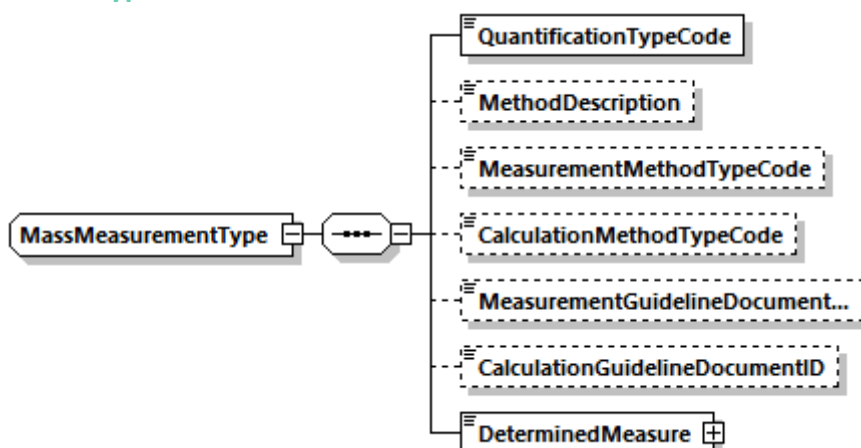 QuantificationTypeCode
MethodDescription
MeasurementMethodTypeCode
MassMeasurementType
CalculationMethodTypeCode
MeasurementGuidelineDocument...
CalculationGuidelineDocumentID
DeterminedMeasure